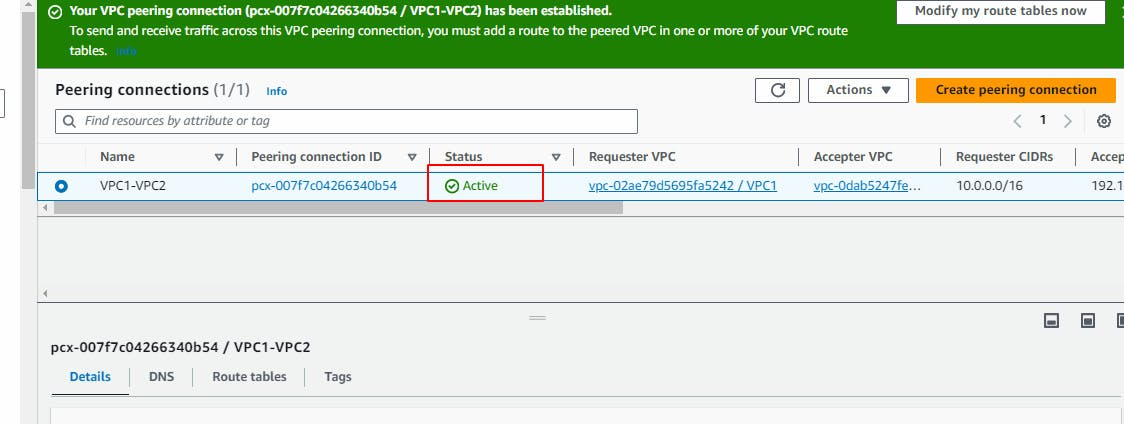 Your VPC peering connection (pcx-007f7c04266340b54 / VPC1-VPC2) has been established.
Modify my route tables now
To send and receive traffic across this VPC peering connection, you must add a route to the peered VPC in one or more of your VPC route
tables. Info
Peering connections (1/1) Info
Actions
Create peering connection
Find resources by attribute or tag
1
Name Peering connection ID Status Requester VPC Accepter VPC Requester CIDRs Accep
VPC1-VPC2 pcx-007f7c04266340b54 Active vpc-02ae79d5695fa5242 / VPC1 vpc-0dab5247fe... 10.0.0.0/16 192.1
pcx-007f7c04266340b54 / VPC1-VPC2
Details DNS Route tables Tags